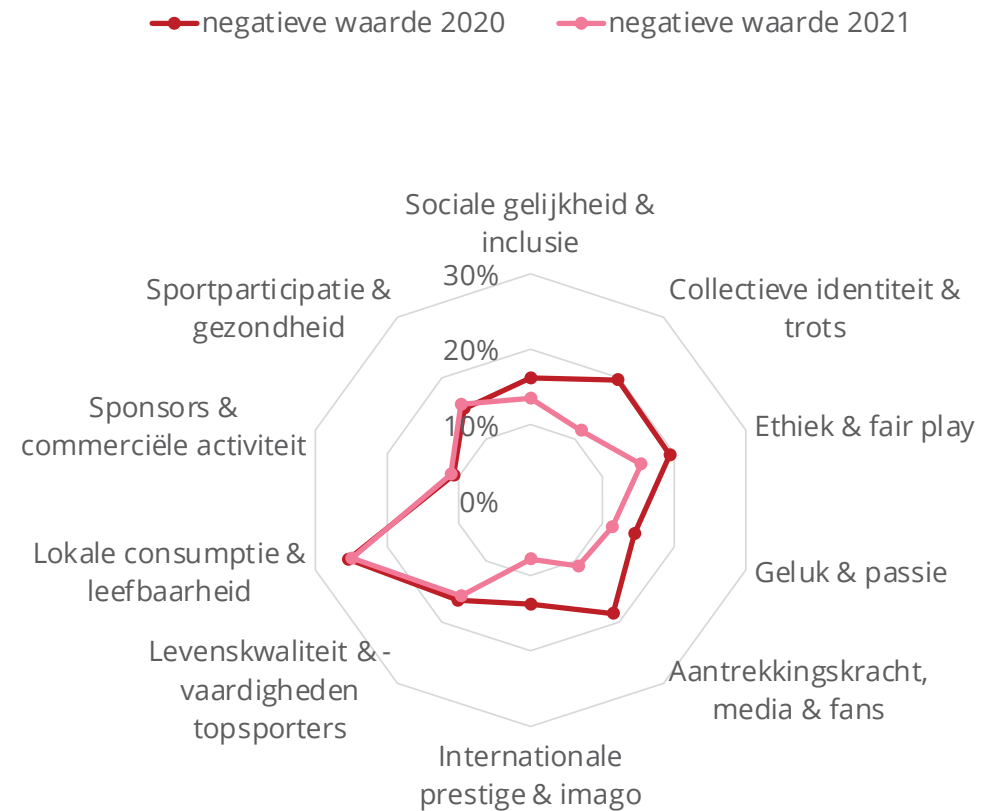 negatieve waarde 2020
negatieve waarde 2021
Sociale gelijkheid &
inclusie
30%
20%
10%
0%
Collectieve identiteit &
trots
Ethiek & fair play
Geluk & passie
Aantrekkingskracht,
media & fans
Internationale
prestige & imago
Levenskwaliteit & -
vaardigheden
topsporters
Lokale consumptie &
leefbaarheid
Sponsors &
commerciële activiteit
Sportparticipatie &
gezondheid